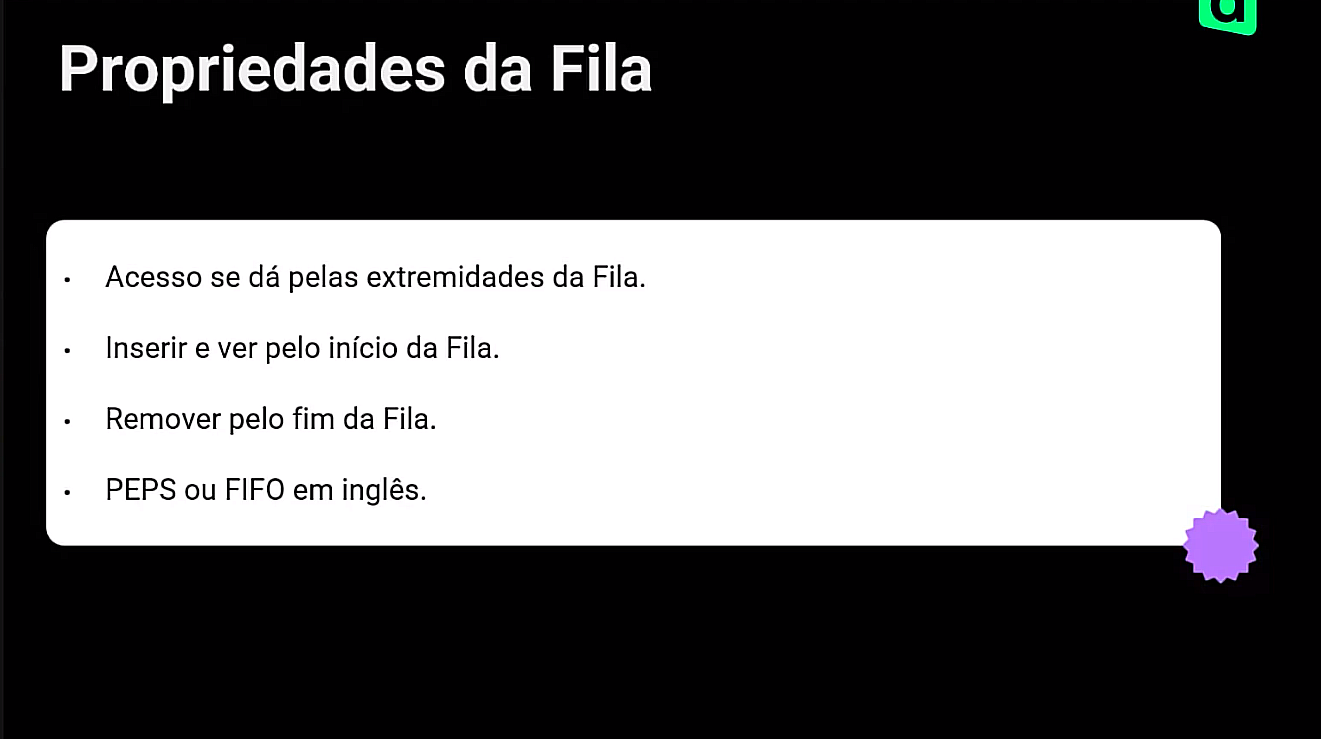 Propriedades da Fila
• Acesso se dá pelas extremidades da Fila.
• Inserir e ver pelo início da Fila.
• Remover pelo fim da Fila.
• PEPS ou FIFO em inglês.